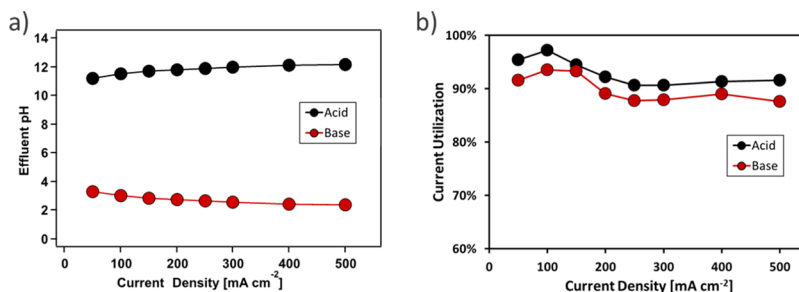 a)
14
12
10
8
6
4
2
0
Effluent pH
Acid
Base
0 100 200 300 400 500
Current Density [mA cm-2]
b)
100%
90%
80%
70%
60%
Current Utilization
Acid
Base
0 100 200 300 400 500
Current Density [mA cm-2]